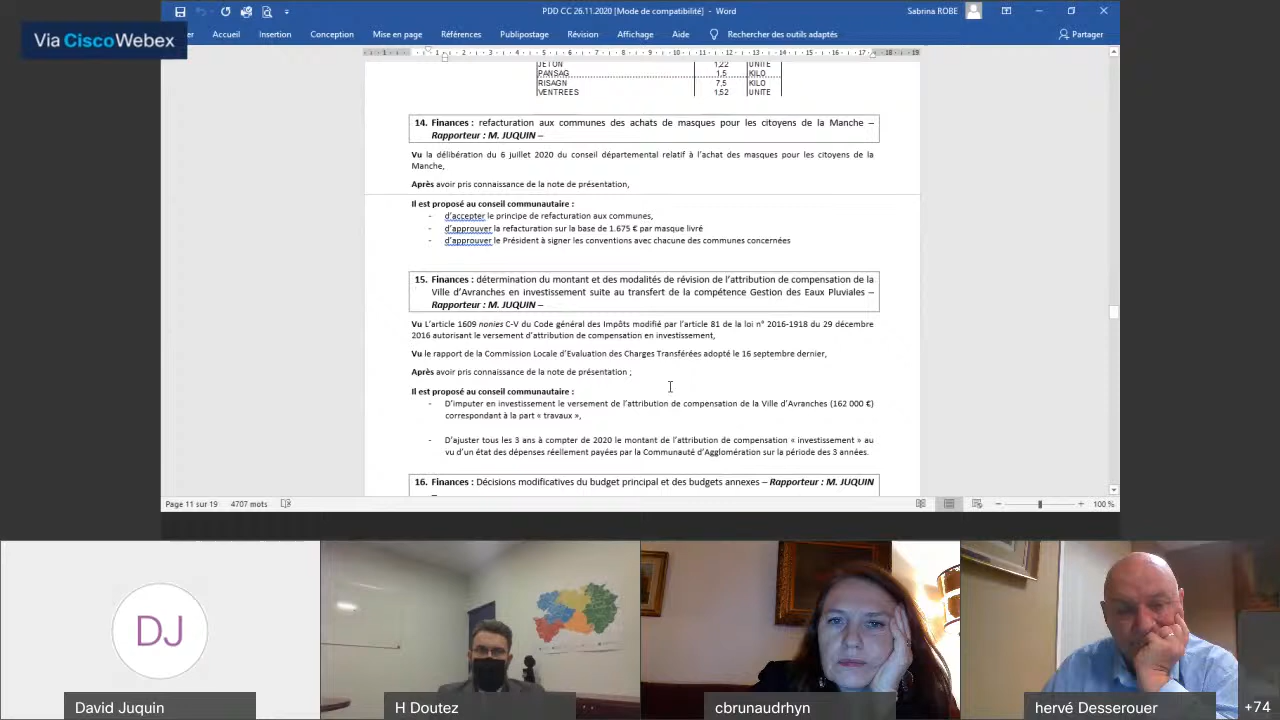 PDD CC 26.11.2020 [Mode de compatibilité] - Word
Sabrina ROBE
Via Cisco Webex
Accueil Insertion Conception Mise en page Références Publipostage Révision Affichage Aide Rechercher des outils adaptés Partager
JETON 1,22 UNITE
PANSAG 1,5 KILO
RISAGN 7,5 KILO
VENTREES 1,52 UNITE
14. Finances : refacturation aux communes des achats de masques pour les citoyens de la Manche –
Rapporteur : M. JUQUIN –
Vu la délibération du 6 juillet 2020 du conseil départemental relatif à l'achat des masques pour les citoyens de la
Manche,
Après avoir pris connaissance de la note de présentation,
Il est proposé au conseil communautaire :
- d'accepter le principe de refacturation aux communes,
- d'approuver la refacturation sur la base de 1.675 € par masque livré
- d'approuver le Président à signer les conventions avec chacune des communes concernées
15. Finances : détermination du montant et des modalités de révision de l'attribution de compensation de la
Ville d'Avranches en investissement suite au transfert de la compétence Gestion des Eaux Pluviales –
Rapporteur : M. JUQUIN –
Vu L'article 1609 nonies C-V du Code général des Impôts modifié par l'article 81 de la loi n° 2016-1918 du 29 décembre
2016 autorisant le versement d'attribution de compensation en investissement,
Vu le rapport de la Commission Locale d'Evaluation des Charges Transférées adopté le 16 septembre dernier,
Après avoir pris connaissance de la note de présentation ;
Il est proposé au conseil communautaire :
- D'imputer en investissement le versement de l'attribution de compensation de la Ville d'Avranches (162 000 €)
correspondant à la part « travaux »,
- D'ajuster tous les 3 ans à compter de 2020 le montant de l'attribution de compensation « investissement » au
vu d'un état des dépenses réellement payées par la Communauté d'Agglomération sur la période des 3 années.
16. Finances : Décisions modificatives du budget principal et des budgets annexes – Rapporteur : M. JUQUIN
–
Page 11 sur 19 4707 mots 100 %
DJ
David Juquin
H Doutez
cbrunaudrhyn
hervé Desserouer
+74